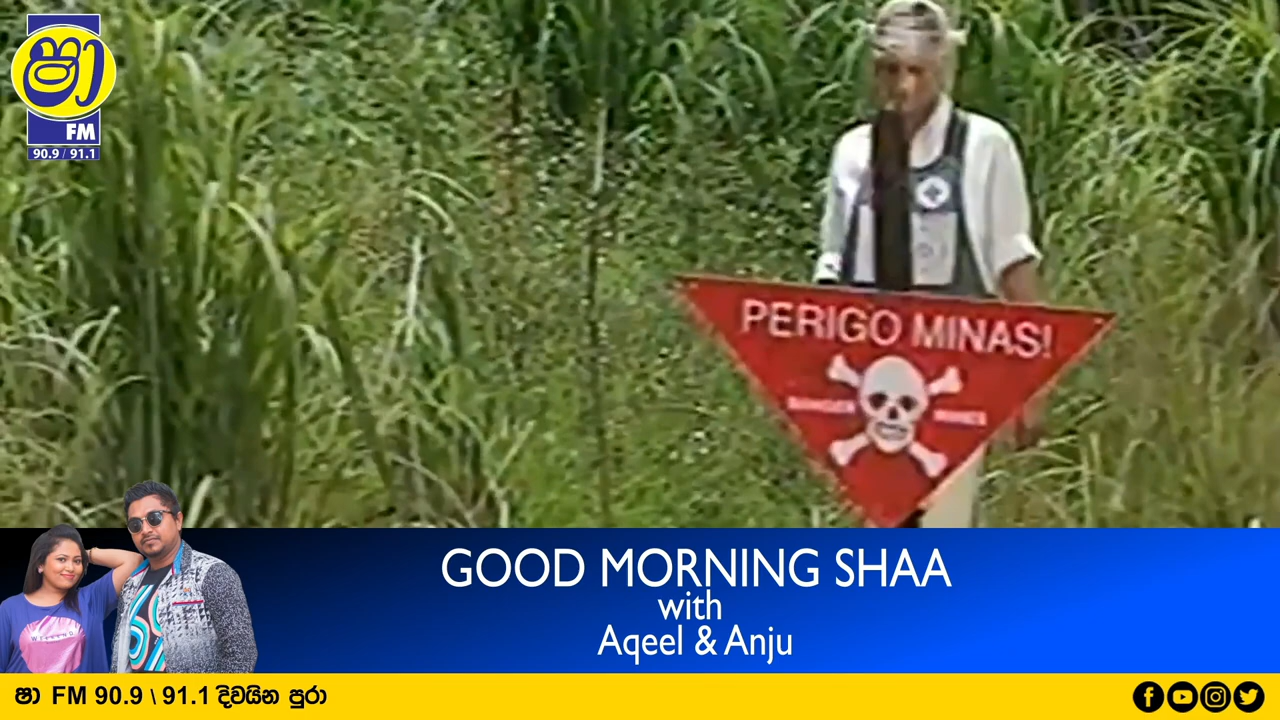 ෂා
FM
90.9 / 91.1
PERIGO MINAS!
DANGER MINES
GOOD MORNING SHAA
with
Aqeel & Anju
WEEKEND
ෂා FM 90.9 \ 91.1 දිවයින පුරා